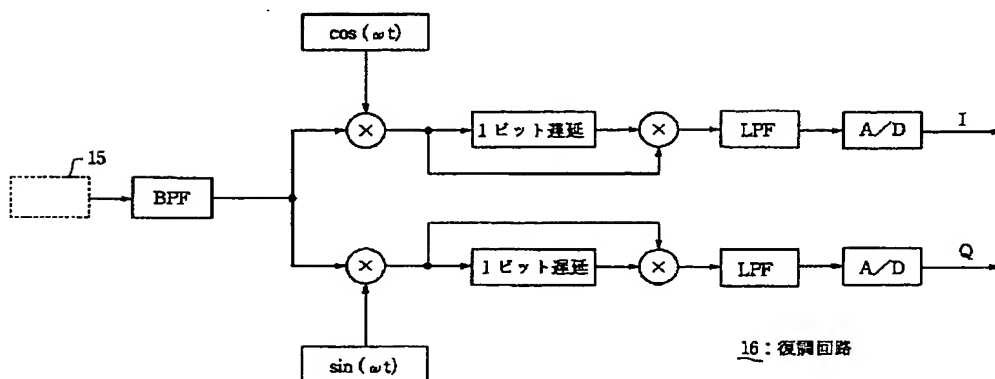 cos(ωt)
1ビット遅延
LPF
A/D
I
15
BPF
1ビット遅延
LPF
A/D
Q
sin(ωt)
16:復調回路